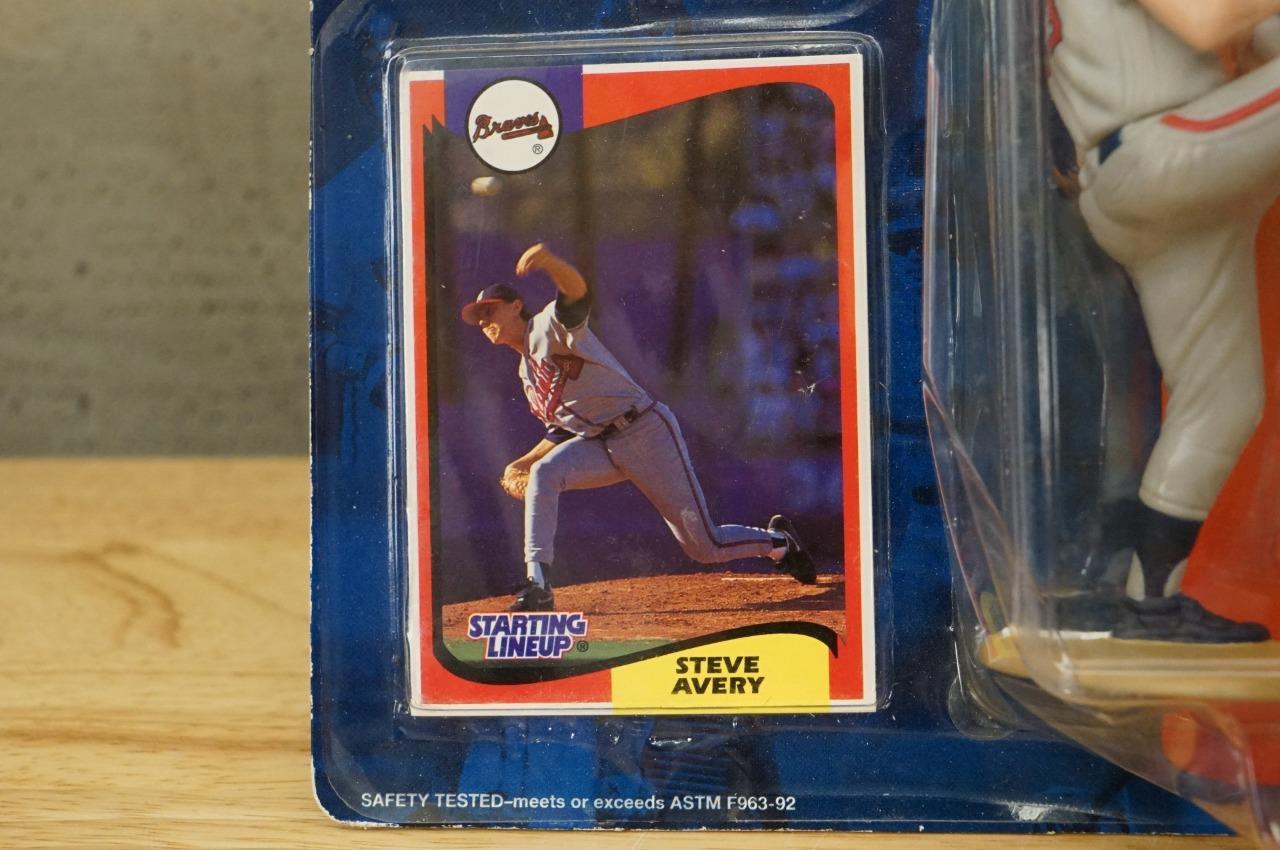 Braves
®
STARTING
LINEUP®
STEVE
AVERY
SAFETY TESTED–meets or exceeds ASTM F963-92